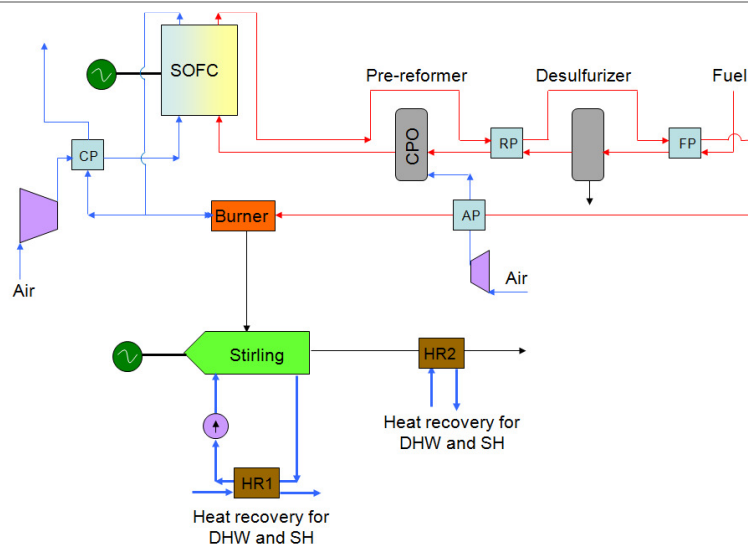 SOFC
Pre-reformer
Desulfurizer
Fuel
CP
CPO
RP
FP
Burner
AP
Air
Air
Stirling
HR2
Heat recovery for
DHW and SH
HR1
Heat recovery for
DHW and SH